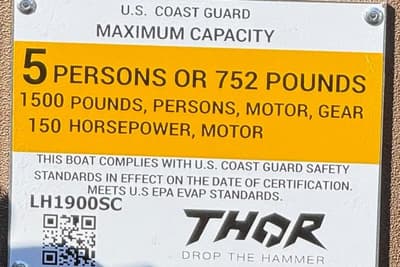 U.S. COAST GUARD
MAXIMUM CAPACITY
5 PERSONS OR 752 POUNDS
1500 POUNDS, PERSONS, MOTOR, GEAR
150 HORSEPOWER, MOTOR
THIS BOAT COMPLIES WITH U.S. COAST GUARD SAFETY
STANDARDS IN EFFECT ON THE DATE OF CERTIFICATION.
MEETS U.S EPA EVAP STANDARDS.
LH1900SC
THOR
DROP THE HAMMER